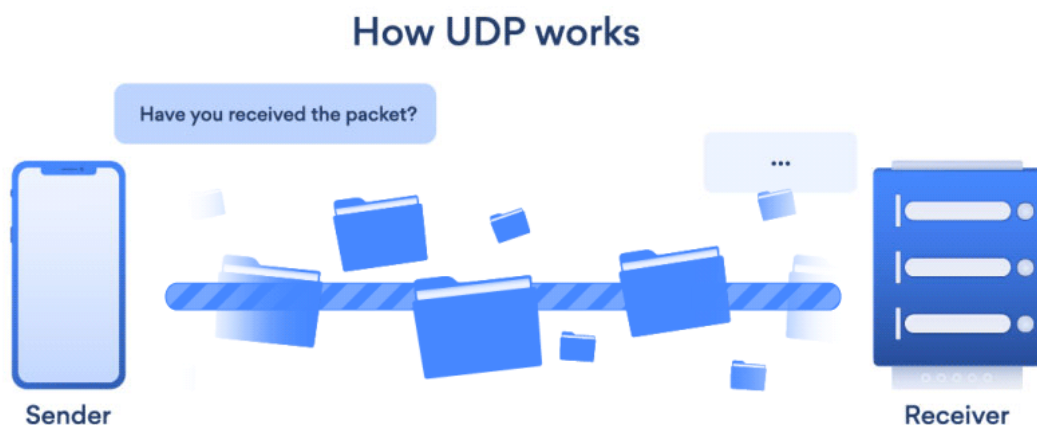 How UDP works
Have you received the packet?
...
Sender
Receiver